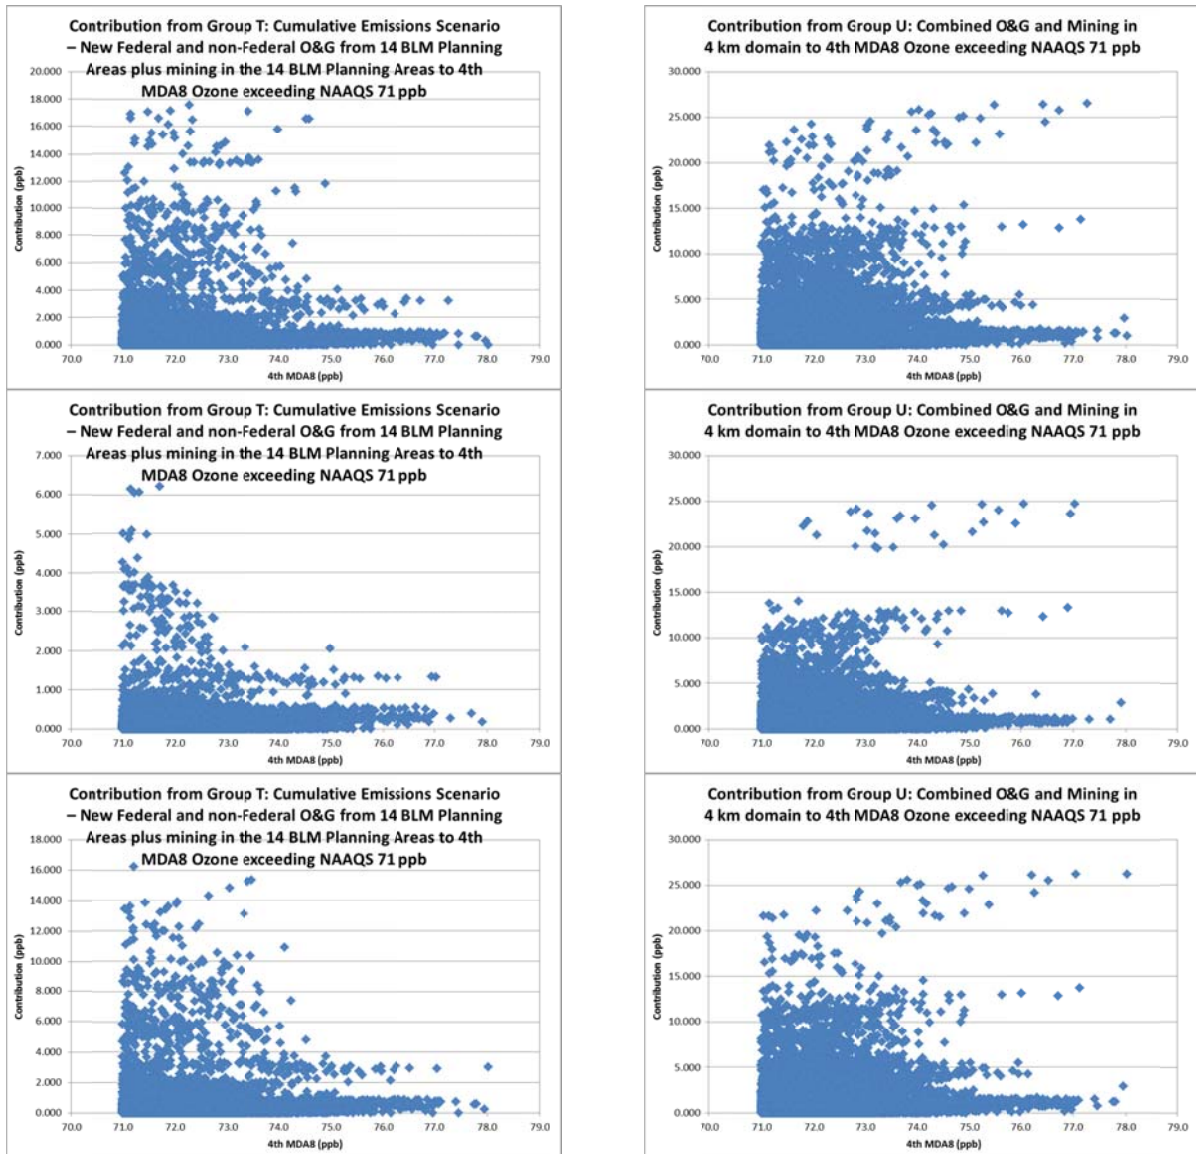 Contribution from Group T: Cumulative Emissions Scenario
– New Federal and non-Federal O&G from 14 BLM Planning
Areas plus mining in the 14 BLM Planning Areas to 4th
MDA8 Ozone exceeding NAAQS 71 ppb
20.000
18.000
16.000
14.000
12.000
10.000
8.000
6.000
4.000
2.000
0.000
Contribution (ppb)
70.0 71.0 72.0 73.0 74.0 75.0 76.0 77.0 78.0 79.0
4th MDA8 (ppb)
Contribution from Group U: Combined O&G and Mining in
4 km domain to 4th MDA8 Ozone exceeding NAAQS 71 ppb
30.000
25.000
20.000
15.000
10.000
5.000
0.000
Contribution (ppb)
70.0 71.0 72.0 73.0 74.0 75.0 76.0 77.0 78.0 79.0
4th MDA8 (ppb)
Contribution from Group T: Cumulative Emissions Scenario
– New Federal and non-Federal O&G from 14 BLM Planning
Areas plus mining in the 14 BLM Planning Areas to 4th
MDA8 Ozone exceeding NAAQS 71 ppb
7.000
6.000
5.000
4.000
3.000
2.000
1.000
0.000
Contribution (ppb)
70.0 71.0 72.0 73.0 74.0 75.0 76.0 77.0 78.0 79.0
4th MDA8 (ppb)
Contribution from Group U: Combined O&G and Mining in
4 km domain to 4th MDA8 Ozone exceeding NAAQS 71 ppb
30.000
25.000
20.000
15.000
10.000
5.000
0.000
Contribution (ppb)
70.0 71.0 72.0 73.0 74.0 75.0 76.0 77.0 78.0 79.0
4th MDA8 (ppb)
Contribution from Group T: Cumulative Emissions Scenario
– New Federal and non-Federal O&G from 14 BLM Planning
Areas plus mining in the 14 BLM Planning Areas to 4th
MDA8 Ozone exceeding NAAQS 71 ppb
18.000
16.000
14.000
12.000
10.000
8.000
6.000
4.000
2.000
0.000
Contribution (ppb)
70.0 71.0 72.0 73.0 74.0 75.0 76.0 77.0 78.0 79.0
4th MDA8 (ppb)
Contribution from Group U: Combined O&G and Mining in
4 km domain to 4th MDA8 Ozone exceeding NAAQS 71 ppb
30.000
25.000
20.000
15.000
10.000
5.000
0.000
Contribution (ppb)
70.0 71.0 72.0 73.0 74.0 75.0 76.0 77.0 78.0 79.0
4th MDA8 (ppb)